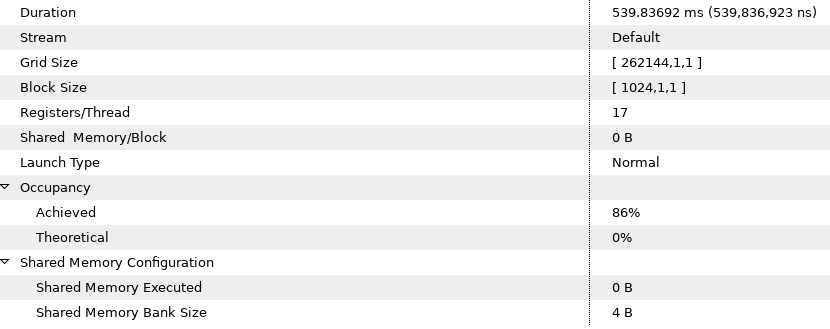 Duration 539.83692 ms (539,836,923 ns)
Stream Default
Grid Size [ 262144,1,1 ]
Block Size [ 1024,1,1 ]
Registers/Thread 17
Shared  Memory/Block 0 B
Launch Type Normal
Occupancy
Achieved 86%
Theoretical 0%
Shared Memory Configuration
Shared Memory Executed 0 B
Shared Memory Bank Size 4 B